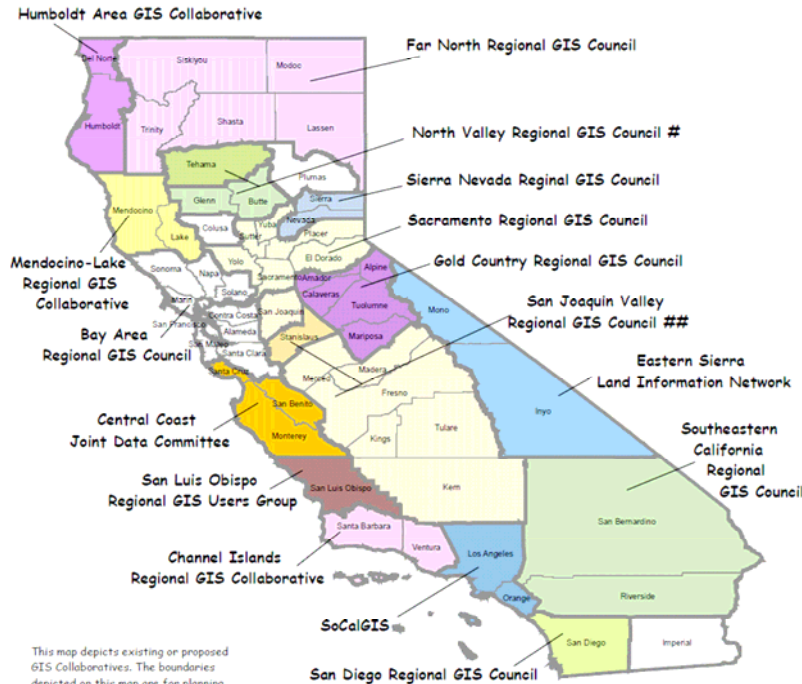 Humboldt Area GIS Collaborative
Far North Regional GIS Council
North Valley Regional GIS Council #
Sierra Nevada Reginal GIS Council
Sacramento Regional GIS Council
Gold Country Regional GIS Council
San Joaquin Valley
Regional GIS Council ##
Eastern Sierra
Land Information Network
Southeastern
California
Regional
GIS Council
Mendocino-Lake
Regional GIS
Collaborative
Bay Area
Regional GIS
Council
Central Coast
Joint Data Committee
San Luis Obispo
Regional GIS Users Group
Channel Islands
Regional GIS Collaborative
SoCalGIS
San Diego Regional GIS Council
Del Norte
Siskiyou
Modoc
Humboldt
Trinity
Shasta
Lassen
Tehama
Plumas
Glenn
Butte
Sierra
Mendocino
Lake
Colusa
Sutter
Yuba
Nevada
Placer
El Dorado
Yolo
Sacramento
Sonoma
Napa
Solano
Marin
San Francisco
Contra Costa
Alameda
San Mateo
Santa Clara
San Joaquin
Stanislaus
Amador
Alpine
Calaveras
Tuolumne
Mariposa
Mono
Santa Cruz
San Benito
Monterey
Merced
Madera
Fresno
Kings
Tulare
Inyo
San Luis Obispo
Kern
Santa Barbara
Ventura
Los Angeles
Orange
San Bernardino
Riverside
San Diego
Imperial
This map depicts existing or proposed
GIS Collaboratives. The boundaries
depicted on this map are for planning